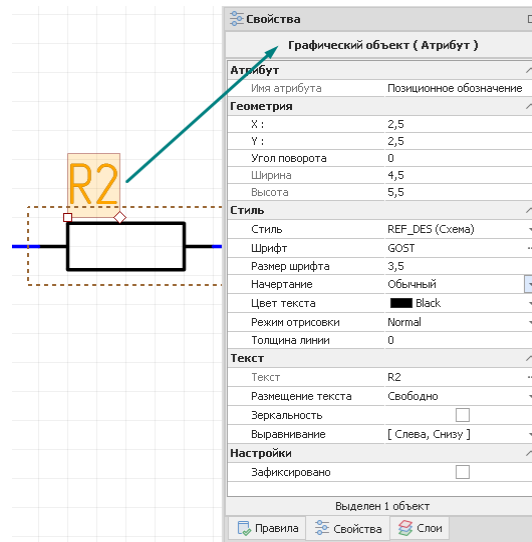 R2
Свойства
Графический объект ( Атрибут )
Атрибут
Имя атрибута Позиционное обозначение
Геометрия
X : 2,5
Y : 2,5
Угол поворота 0
Ширина 4,5
Высота 5,5
Стиль
Стиль REF_DES (Схема)
Шрифт GOST
Размер шрифта 3,5
Начертание Обычный
Цвет текста Black
Режим отрисовки Normal
Толщина линии 0
Текст
Текст R2
Размещение текста Свободно
Зеркальность
Выравнивание [ Слева, Снизу ]
Настройки
Зафиксировано
Выделен 1 объект
Правила Свойства Слои